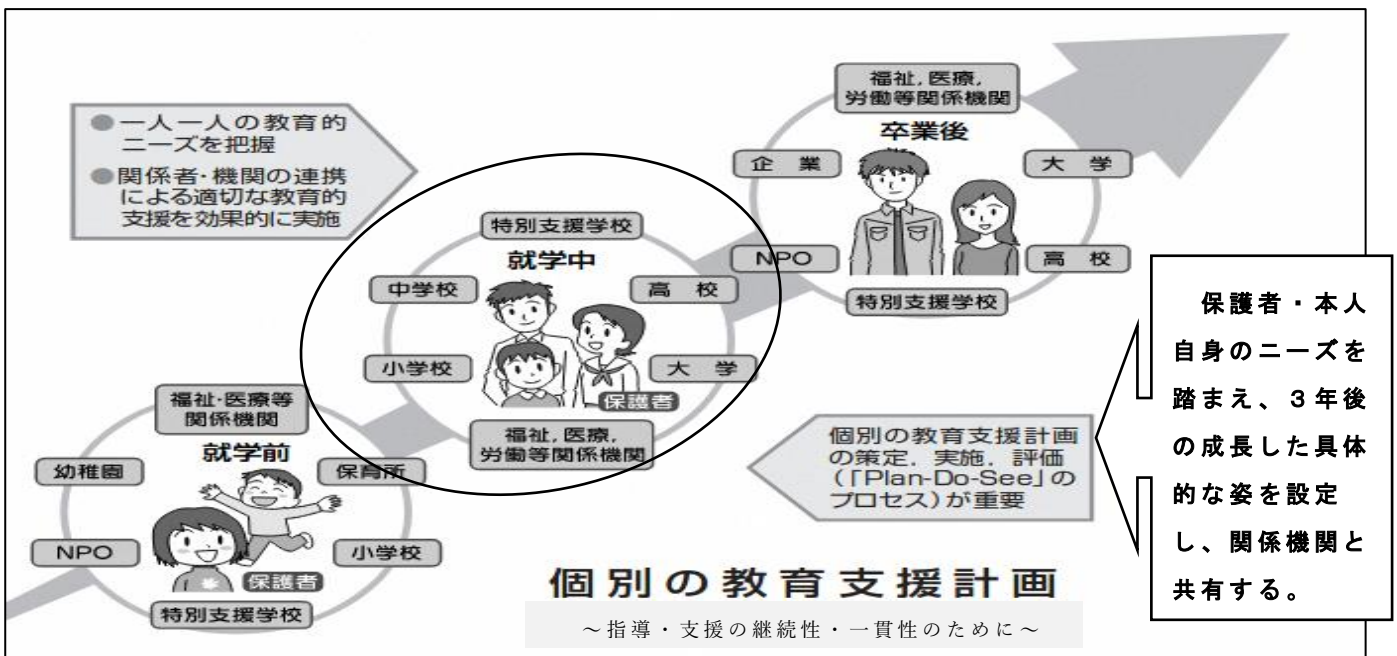 ●一人一人の教育的
ニーズを把握
●関係者・機関の連携
による適切な教育的
支援を効果的に実施
福祉，医療，
労働等関係機関
卒業後
企　業
大　学
NPO
高　校
特別支援学校
特別支援学校
就学中
中学校
高　校
小学校
大　学
保護者
福祉，医療，
労働等関係機関
福祉・医療等
関係機関
就学前
幼稚園
保育所
NPO
小学校
保護者
特別支援学校
個別の教育支援計画
の策定，実施，評価
（「Plan-Do-See」の
プロセス）が重要
　保護者・本人
自身のニーズを
踏まえ、３年後
の成長した具体
的な姿を設定
し、関係機関と
共有する。
個別の教育支援計画
～指導・支援の継続性・一貫性のために～